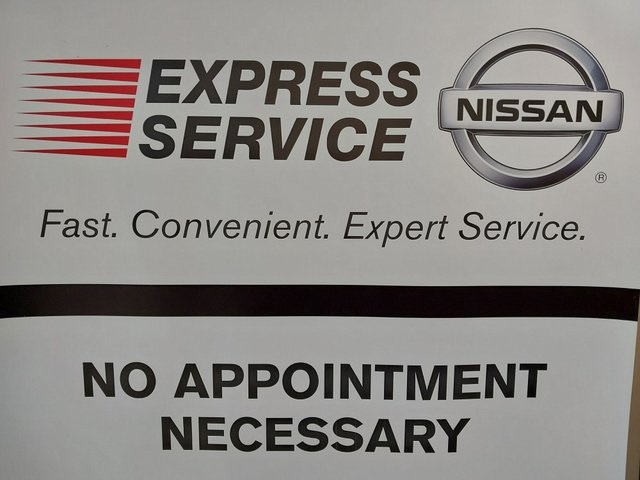 EXPRESS
SERVICE
NISSAN
®
Fast. Convenient. Expert Service.
NO APPOINTMENT
NECESSARY